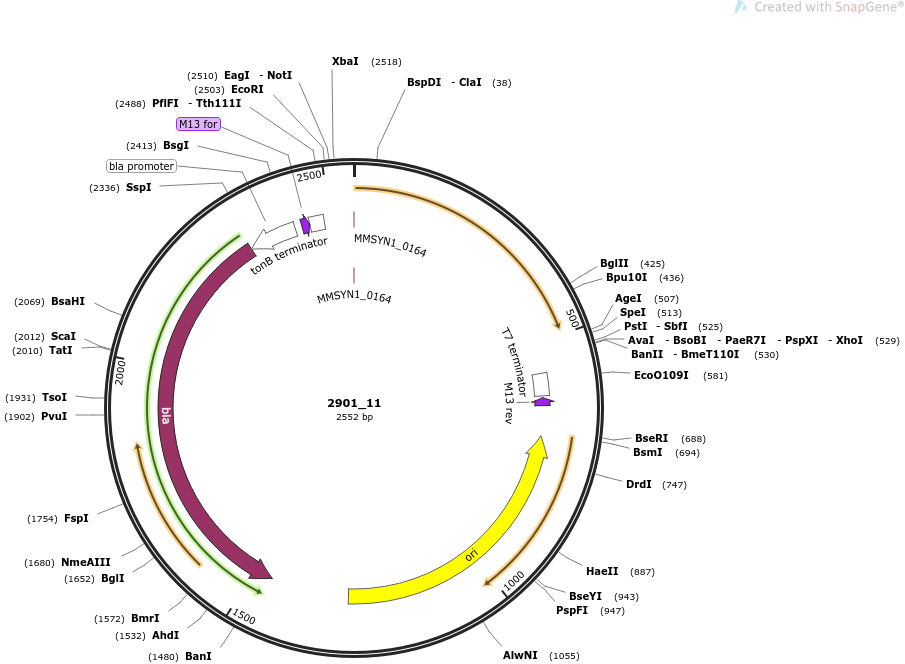 Created with SnapGene®
XbaI (2518)
(2510) EagI - NotI
BspDI - ClaI (38)
(2503) EcoRI
(2488) PflFI - Tth111I
M13 for
(2413) BsgI
bla promoter
2500
(2336) SspI
MMSYN1_0164
tonB terminator
BglII (425)
Bpu10I (436)
MMSYN1_0164
AgeI (507)
(2069) BsaHI
SpeI (513)
500
PstI - SbfI (525)
(2012) ScaI
AvaI - BsoBI - PaeR7I - PspXI - XhoI (529)
(2010) TatI
BanII - BmeT110I (530)
T7 terminator
2000
EcoO109I (581)
(1931) TsoI
M13 rev
2901_11
bla
(1902) PvuI
2552 bp
BseRI (688)
BsmI (694)
DrdI (747)
(1754) FspI
ori
(1680) NmeAIII
HaeII (887)
(1652) BglI
1000
BseYI (943)
PspFI (947)
1500
(1572) BmrI
(1532) AhdI
(1480) BanI
AlwNI (1055)